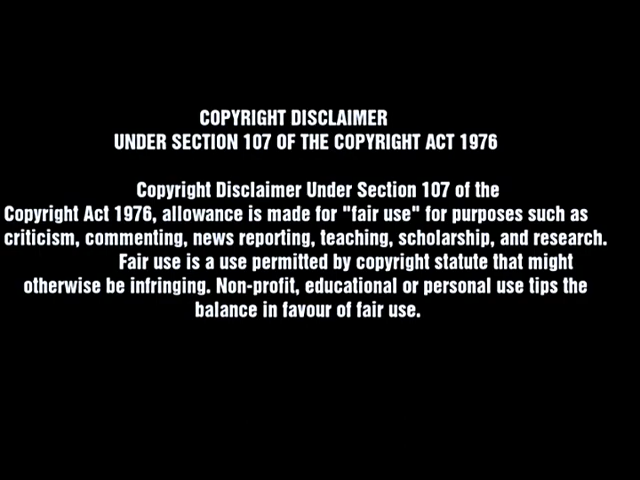 COPYRIGHT DISCLAIMER
UNDER SECTION 107 OF THE COPYRIGHT ACT 1976
Copyright Disclaimer Under Section 107 of the
Copyright Act 1976, allowance is made for "fair use" for purposes such as
criticism, commenting, news reporting, teaching, scholarship, and research.
Fair use is a use permitted by copyright statute that might
otherwise be infringing. Non-profit, educational or personal use tips the
balance in favour of fair use.